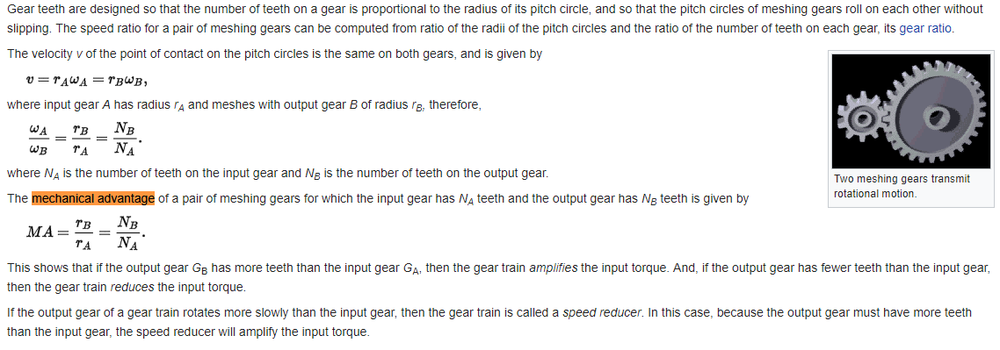 Gear teeth are designed so that the number of teeth on a gear is proportional to the radius of its pitch circle, and so that the pitch circles of meshing gears roll on each other without
slipping. The speed ratio for a pair of meshing gears can be computed from ratio of the radii of the pitch circles and the ratio of the number of teeth on each gear, its gear ratio.
The velocity v of the point of contact on the pitch circles is the same on both gears, and is given by
v = r_A ω_A = r_B ω_B,
where input gear A has radius r_A and meshes with output gear B of radius r_B, therefore,
ω_A/ω_B = r_B/r_A = N_B/N_A.
where N_A is the number of teeth on the input gear and N_B is the number of teeth on the output gear.
The mechanical advantage of a pair of meshing gears for which the input gear has N_A teeth and the output gear has N_B teeth is given by
MA = r_B/r_A = N_B/N_A.
This shows that if the output gear G_B has more teeth than the input gear G_A, then the gear train amplifies the input torque. And, if the output gear has fewer teeth than the input gear,
then the gear train reduces the input torque.
If the output gear of a gear train rotates more slowly than the input gear, then the gear train is called a speed reducer. In this case, because the output gear must have more teeth
than the input gear, the speed reducer will amplify the input torque.
Two meshing gears transmit
rotational motion.